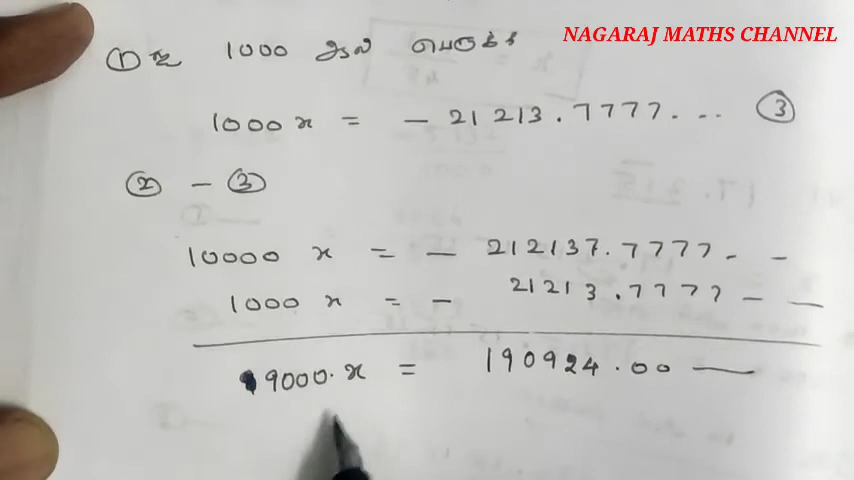 NAGARAJ MATHS CHANNEL
① ஐ 1000 ஆல் பெருக்க
1000 x = - 21213.7777... ③
② - ③
10000 x = - 212137.7777- -
1000 x = - 21213.7777 - -
9000.x = 190924.00 —